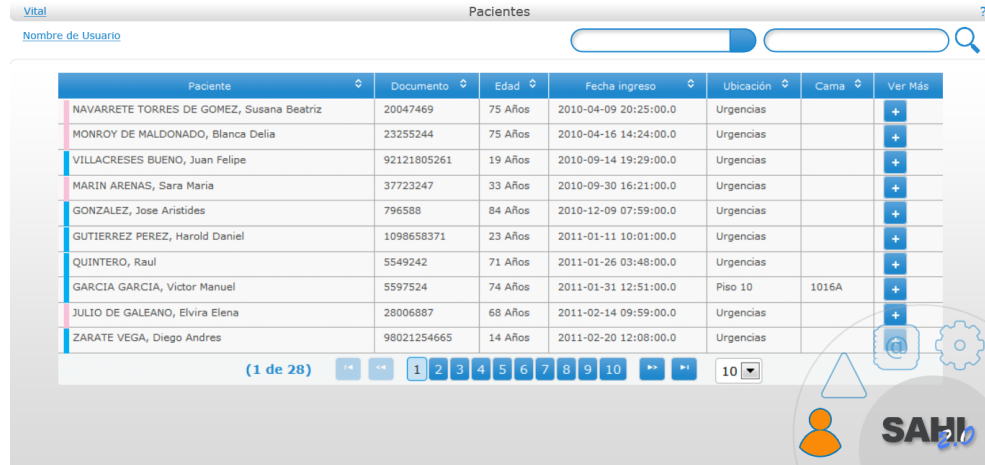 Vital Pacientes ?
Nombre de Usuario
Paciente Documento Edad Fecha ingreso Ubicación Cama Ver Más
NAVARRETE TORRES DE GOMEZ, Susana Beatriz 20047469 75 Años 2010-04-09 20:25:00.0 Urgencias +
MONROY DE MALDONADO, Blanca Delia 23255244 75 Años 2010-04-16 14:24:00.0 Urgencias +
VILLACRESES BUENO, Juan Felipe 92121805261 19 Años 2010-09-14 19:29:00.0 Urgencias +
MARIN ARENAS, Sara Maria 37723247 33 Años 2010-09-30 16:21:00.0 Urgencias +
GONZALEZ, Jose Aristides 796588 84 Años 2010-12-09 07:59:00.0 Urgencias +
GUTIERREZ PEREZ, Harold Daniel 1098658371 23 Años 2011-01-11 10:01:00.0 Urgencias +
QUINTERO, Raul 5549242 71 Años 2011-01-26 03:48:00.0 Urgencias +
GARCIA GARCIA, Victor Manuel 5597524 74 Años 2011-01-31 12:51:00.0 Piso 10 1016A +
JULIO DE GALEANO, Elvira Elena 28006887 68 Años 2011-02-14 09:59:00.0 Urgencias +
ZARATE VEGA, Diego Andres 98021254665 14 Años 2011-02-20 12:08:00.0 Urgencias @
(1 de 28) 1 2 3 4 5 6 7 8 9 10 10
SAHI 2.0